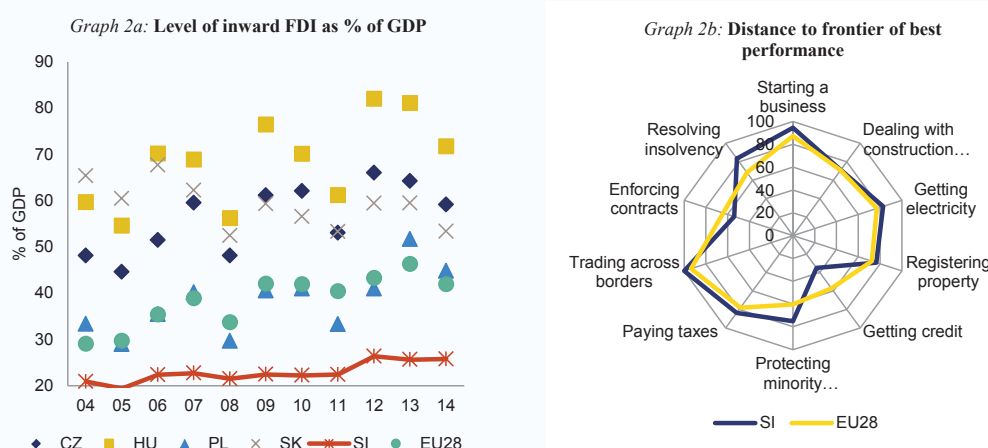 Graph 2a: Level of inward FDI as % of GDP
90
80
70
60
50
40
30
20
% of GDP
04 05 06 07 08 09 10 11 12 13 14
CZ HU PL SK SI EU28
Graph 2b: Distance to frontier of best
performance
Starting a
business
Dealing with
construction…
Getting
electricity
Registering
property
Getting credit
Protecting
minority…
Paying taxes
Trading across
borders
Enforcing
contracts
Resolving
insolvency
100
80
60
40
20
0
SI EU28